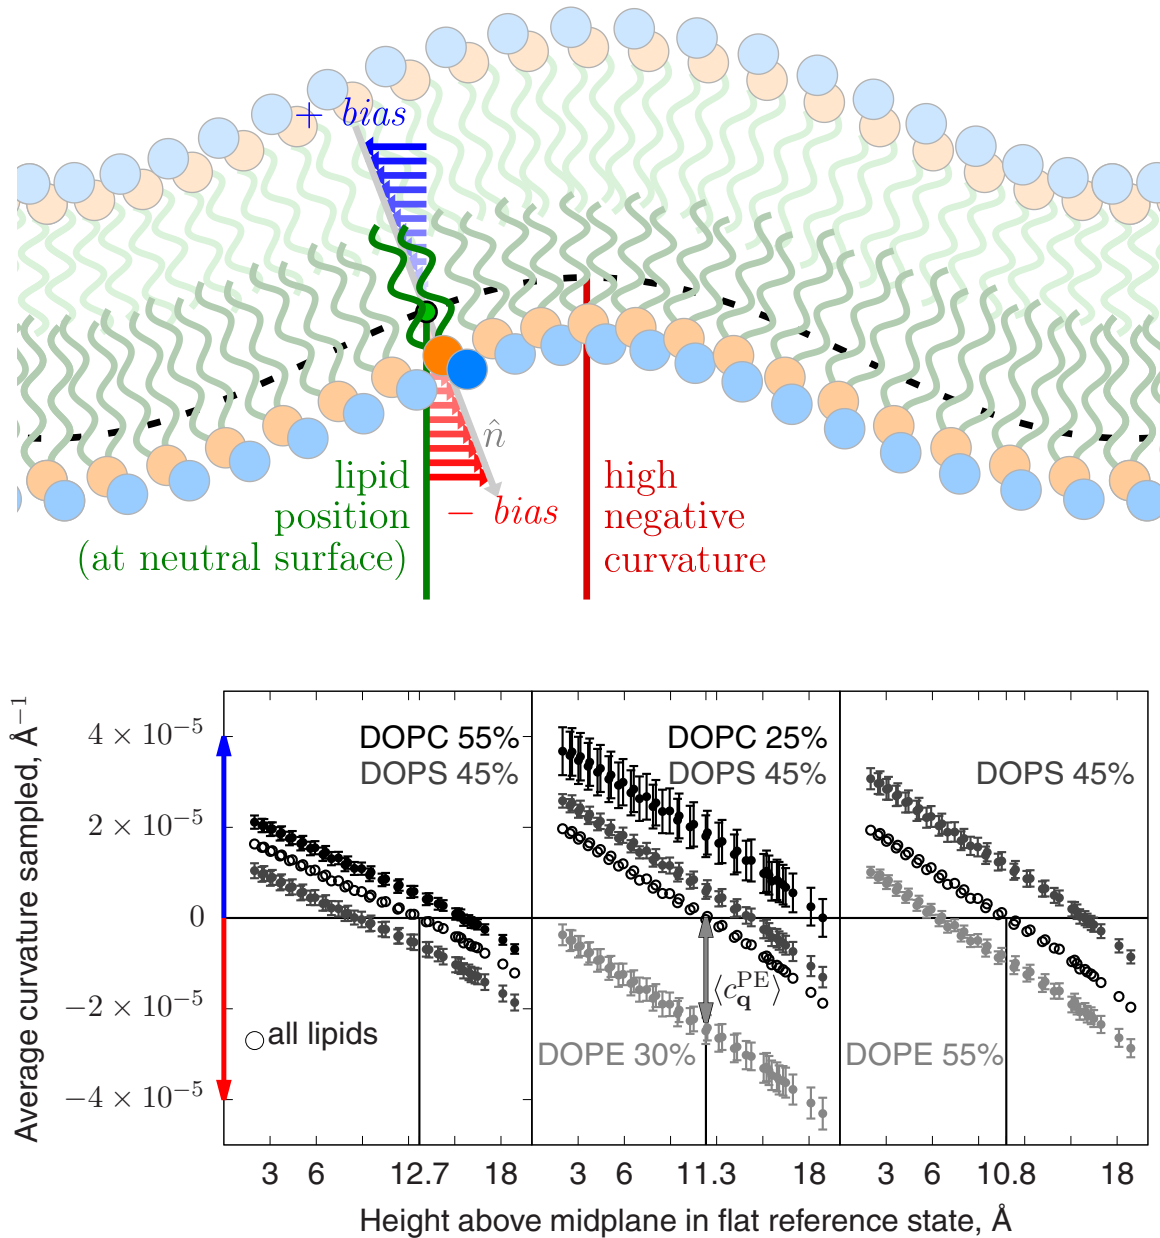 + bias
n̂
− bias
lipid
position
(at neutral surface)
high
negative
curvature
Average curvature sampled, Å⁻¹
4 × 10⁻⁵
2 × 10⁻⁵
0
−2 × 10⁻⁵
−4 × 10⁻⁵
DOPC 55%
DOPS 45%
○ all lipids
DOPC 25%
DOPS 45%
⟨c_q^PE⟩
DOPE 30%
DOPS 45%
DOPE 55%
3 6 12.7 18 3 6 11.3 18 3 6 10.8 18
Height above midplane in flat reference state, Å